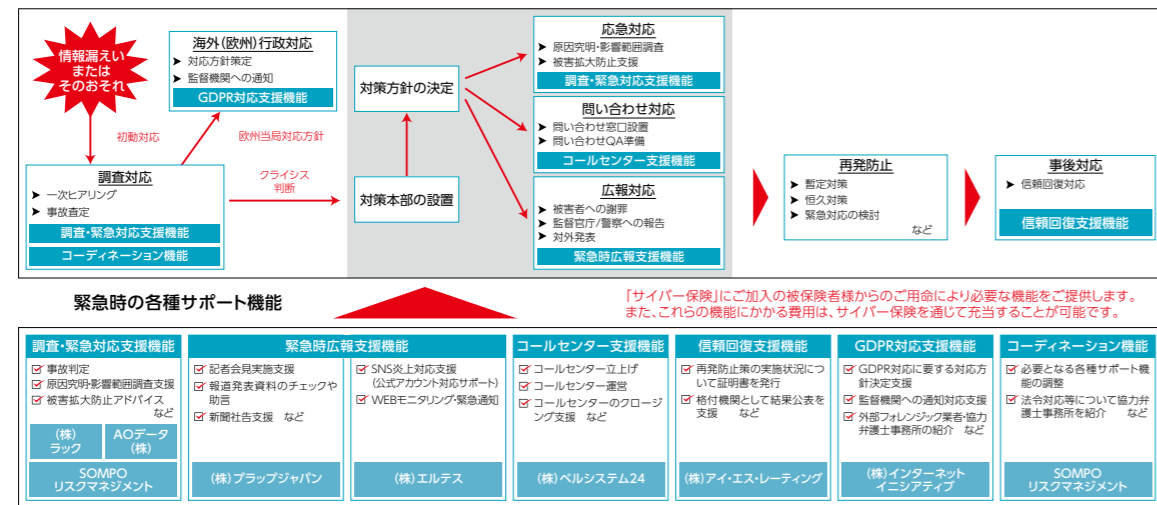 情報漏えい
または
そのおそれ
初動対応
海外(欧州)行政対応
➤ 対応方針策定
➤ 監督機関への通知
GDPR対応支援機能
欧州当局対応方針
調査対応
➤ 一次ヒアリング
➤ 事故査定
調査・緊急対応支援機能
コーディネーション機能
クライシス
判断
対策方針の決定
対策本部の設置
応急対応
➤ 原因究明・影響範囲調査
➤ 被害拡大防止支援
調査・緊急対応支援機能
問い合わせ対応
➤ 問い合わせ窓口設置
➤ 問い合わせQA準備
コールセンター支援機能
広報対応
➤ 被害者への謝罪
➤ 監督官庁/警察への報告
➤ 対外発表
緊急時広報支援機能
再発防止
➤ 暫定対策
➤ 恒久対策
➤ 緊急対応の検討
など
事後対応
➤ 信頼回復対応
信頼回復支援機能
緊急時の各種サポート機能
「サイバー保険」にご加入の被保険者様からのご用命により必要な機能をご提供します。
また、これらの機能にかかる費用は、サイバー保険を通じて充当することが可能です。
調査・緊急対応支援機能
事故判定
原因究明・影響範囲調査支援
被害拡大防止アドバイス
など
(株)
ラック
AOデータ
(株)
SOMPO
リスクマネジメント
緊急時広報支援機能
記者会見実施支援
報道発表資料のチェックや
助言
新聞社告支援 など
(株)プラップジャパン
SNS炎上対応支援
(公式アカウント対応サポート)
WEBモニタリング・緊急通知
(株)エルテス
コールセンター支援機能
コールセンター立上げ
コールセンター運営
コールセンターのクロージ
ング支援 など
(株)ベルシステム24
信頼回復支援機能
再発防止策の実施状況につ
いて証明書を発行
格付機関として結果公表を
支援 など
(株)アイ・エス・レーティング
GDPR対応支援機能
GDPR対応に要する対応方
針決定支援
監督機関への通知対応支援
外部フォレンジック業者・協力
弁護士事務所の紹介 など
(株)インターネット
イニシアティブ
コーディネーション機能
必要となる各種サポート機
能の調整
法令対応等について協力弁
護士事務所を紹介 など
SOMPO
リスクマネジメント